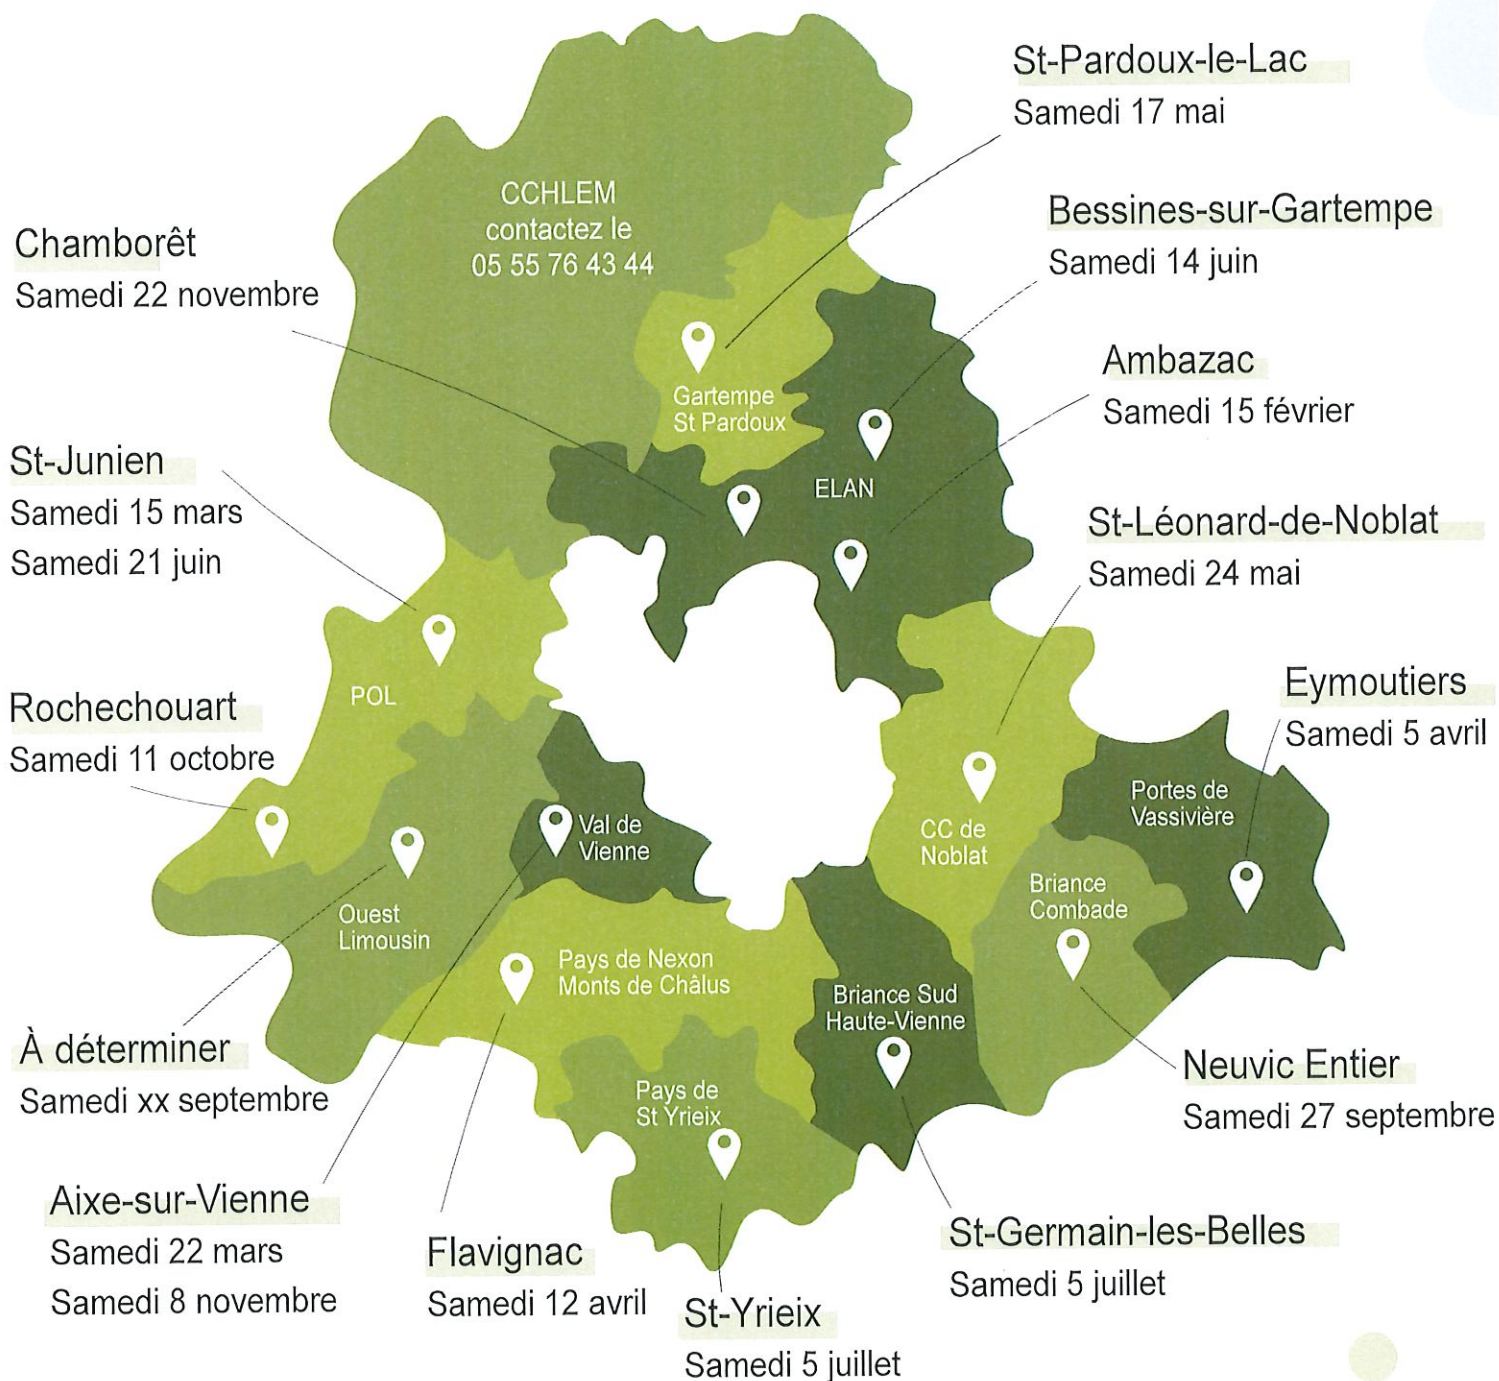 St-Pardoux-le-Lac
Samedi 17 mai
CCHLEM
contactez le
05 55 76 43 44
Bessines-sur-Gartempe
Samedi 14 juin
Chamborêt
Samedi 22 novembre
Ambazac
Samedi 15 février
Gartempe
St Pardoux
St-Junien
Samedi 15 mars
Samedi 21 juin
ELAN
St-Léonard-de-Noblat
Samedi 24 mai
POL
Rochechouart
Samedi 11 octobre
Eymoutiers
Samedi 5 avril
Portes de
Vassivière
Val de
Vienne
CC de
Noblat
Briance
Combade
Ouest
Limousin
Pays de Nexon
Monts de Châlus
Briance Sud
Haute-Vienne
À déterminer
Samedi xx septembre
Pays de
St Yrieix
Neuvic Entier
Samedi 27 septembre
Aixe-sur-Vienne
Samedi 22 mars
Samedi 8 novembre
Flavignac
Samedi 12 avril
St-Germain-les-Belles
Samedi 5 juillet
St-Yrieix
Samedi 5 juillet